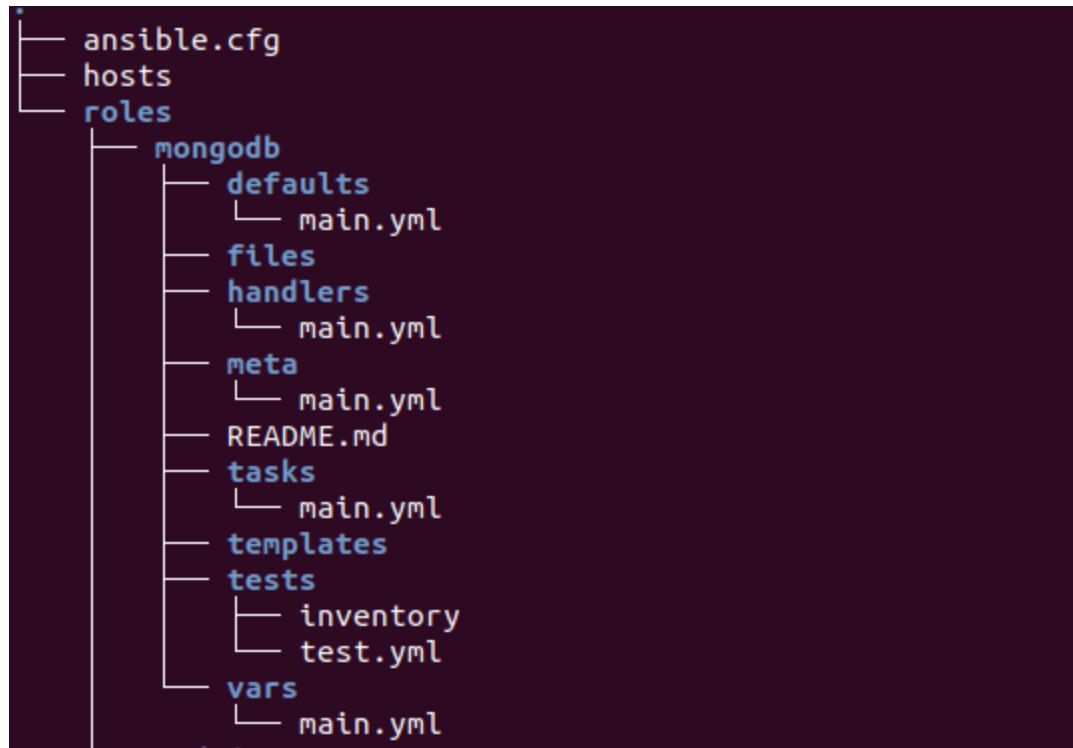 .
├── ansible.cfg
├── hosts
└── roles
    ├── mongodb
    │   ├── defaults
    │   │   └── main.yml
    │   ├── files
    │   ├── handlers
    │   │   └── main.yml
    │   ├── meta
    │   │   └── main.yml
    │   ├── README.md
    │   ├── tasks
    │   │   └── main.yml
    │   ├── templates
    │   ├── tests
    │   │   ├── inventory
    │   │   └── test.yml
    │   └── vars
    │       └── main.yml